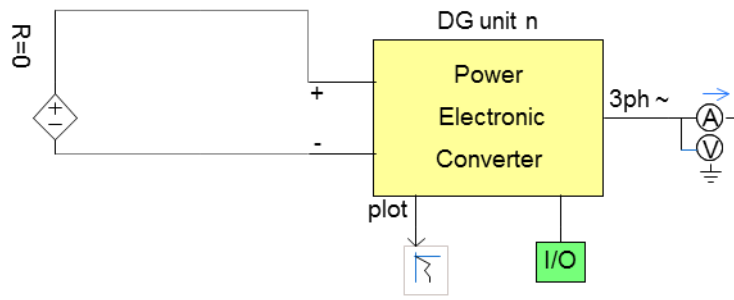 DG unit n
R=0
+
-
+
−
Power
Electronic
Converter
3ph ~
A
V
plot
I/O